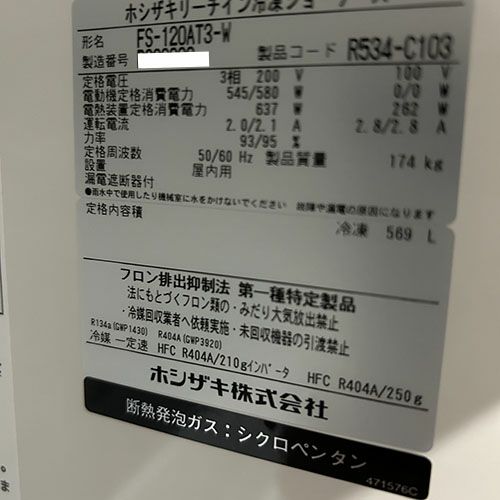 ホシザキリーチイン冷凍ショーケース
形名 FS-120AT3-W
製造番号 製品コード R534-C103
定格電圧 3相 200 V 100 V
電動機定格消費電力 545/580 W 0/0 W
電熱装置定格消費電力 637 W 262 W
運転電流 2.0/2.1 A 2.8/2.8 A
力率 93/95 %
定格周波数 50/60 Hz 製品質量 174 kg
設置 屋内用
漏電遮断器付
●雨水中で使用したり機械室に水をかけないでください 故障や漏電の原因になります
定格内容積 冷凍 569 L
フロン排出抑制法 第一種特定製品
法にもとづくフロン類の・みだり大気放出禁止
・冷媒回収業者へ依頼実施・未回収機器の引渡禁止
R134a(GWP1430) R404A(GWP3920)
冷媒 一定速 HFC R404A/210g インバータ HFC R404A/250g
ホシザキ株式会社
断熱発泡ガス：シクロペンタン
471576C
。
ま